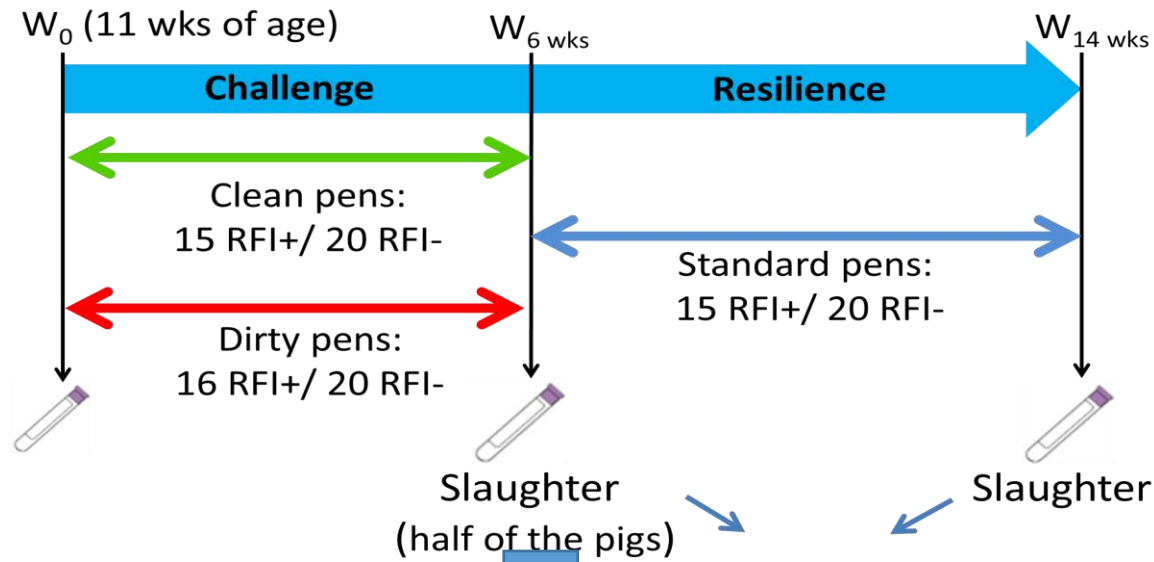 W0 (11 wks of age)
W6 wks
W14 wks
Challenge
Resilience
Clean pens:
15 RFI+/ 20 RFI-
Standard pens:
15 RFI+/ 20 RFI-
Dirty pens:
16 RFI+/ 20 RFI-
Slaughter
(half of the pigs)
Slaughter